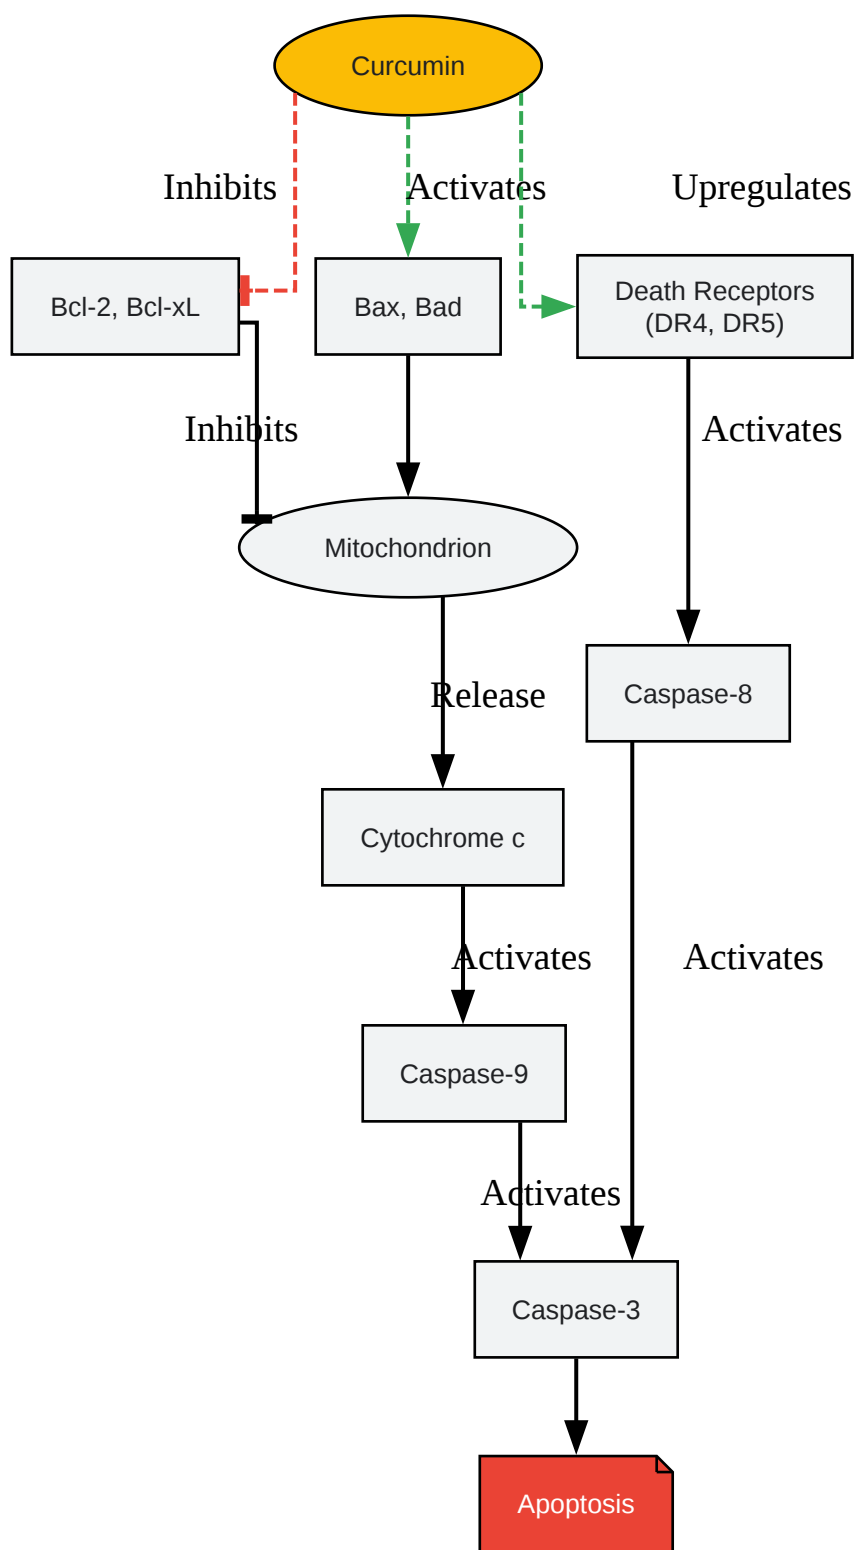 Curcumin
Inhibits
Activates
Upregulates
Bcl-2, Bcl-xL
Bax, Bad
Death Receptors
(DR4, DR5)
Inhibits
Activates
Mitochondrion
Release
Caspase-8
Cytochrome c
Activates
Activates
Caspase-9
Activates
Caspase-3
Apoptosis